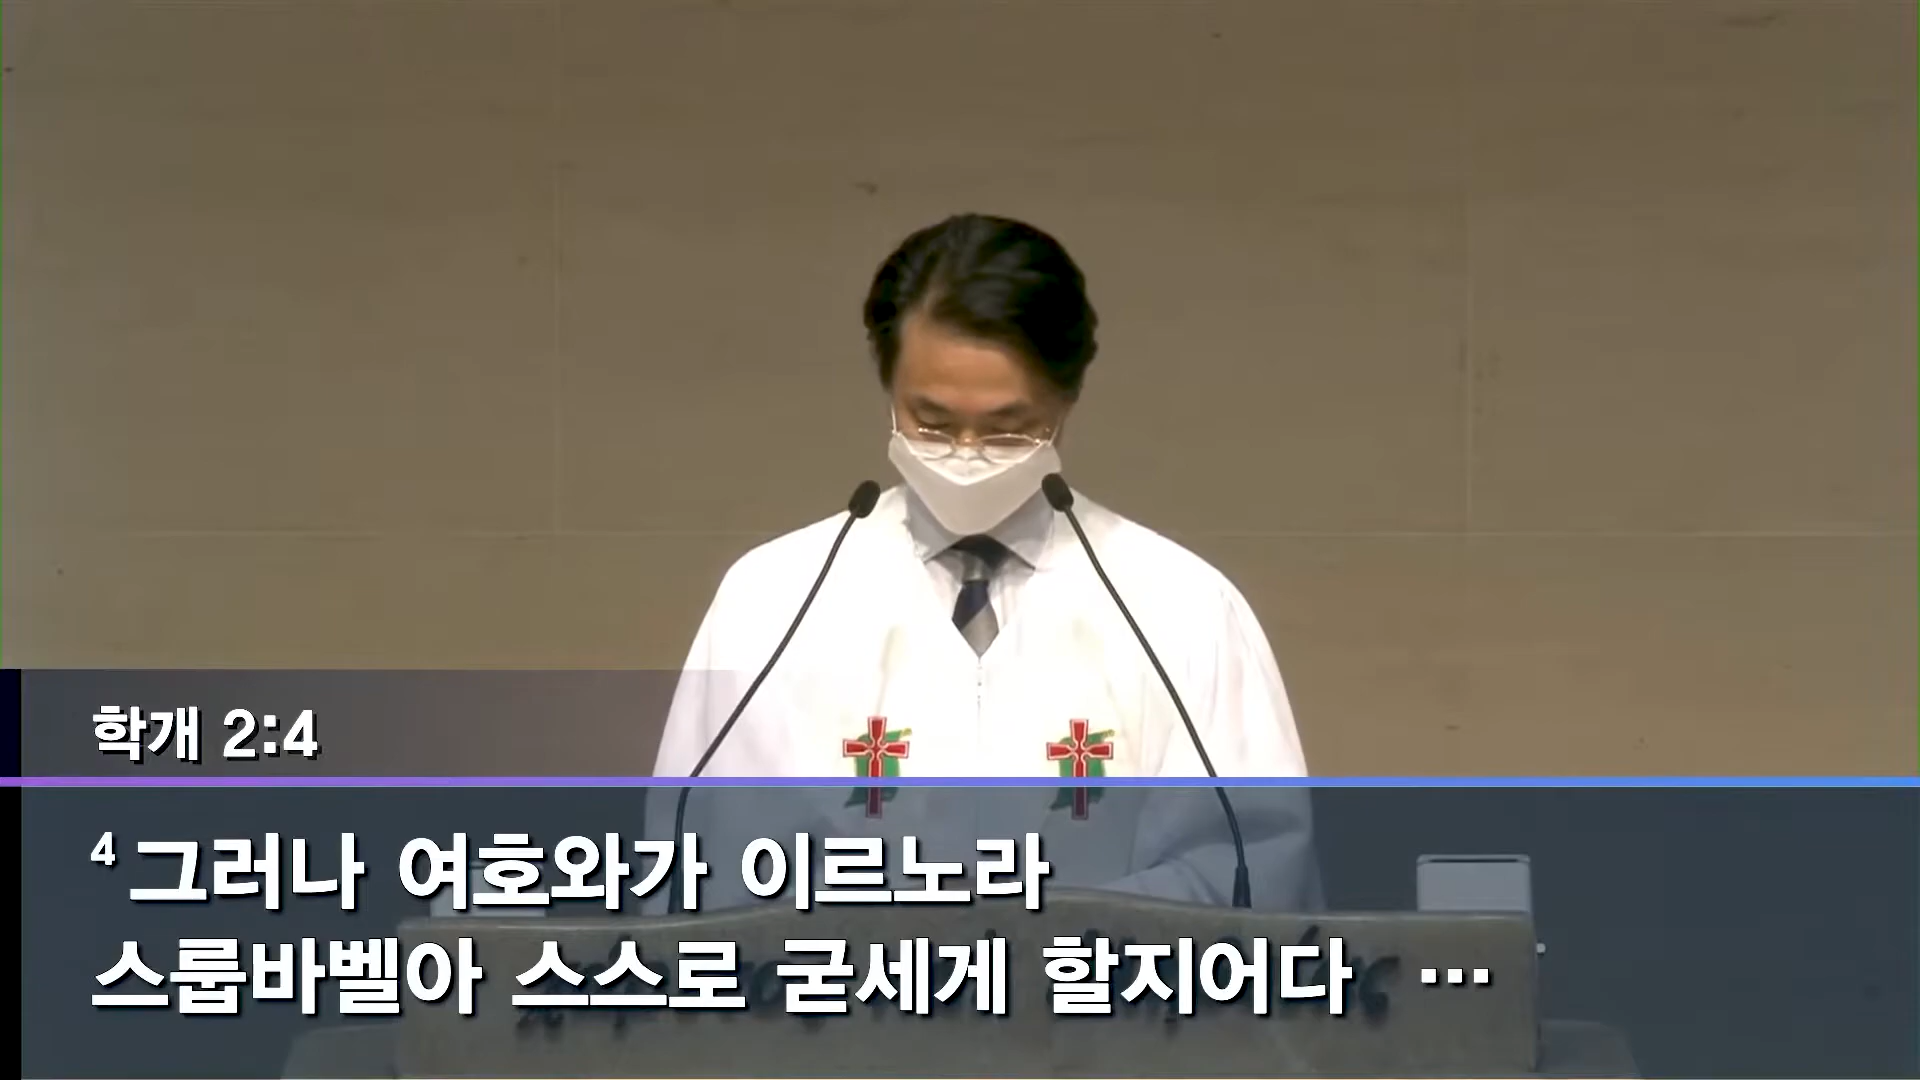 학개 2:4
4 그러나 여호와가 이르노라
스룹바벨아 스스로 굳세게 할지어다 …